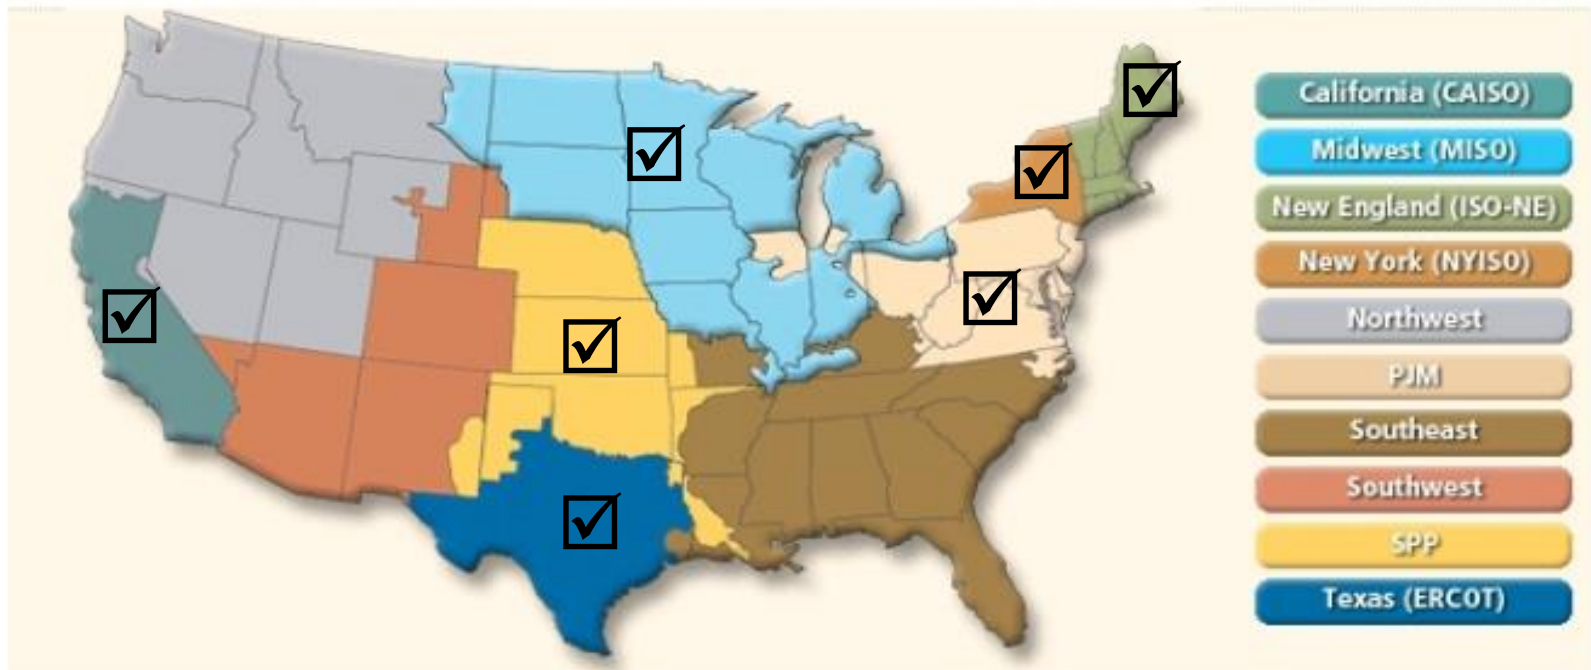 California (CAISO)
Midwest (MISO)
New England (ISO-NE)
New York (NYISO)
Northwest
PJM
Southeast
Southwest
SPP
Texas (ERCOT)